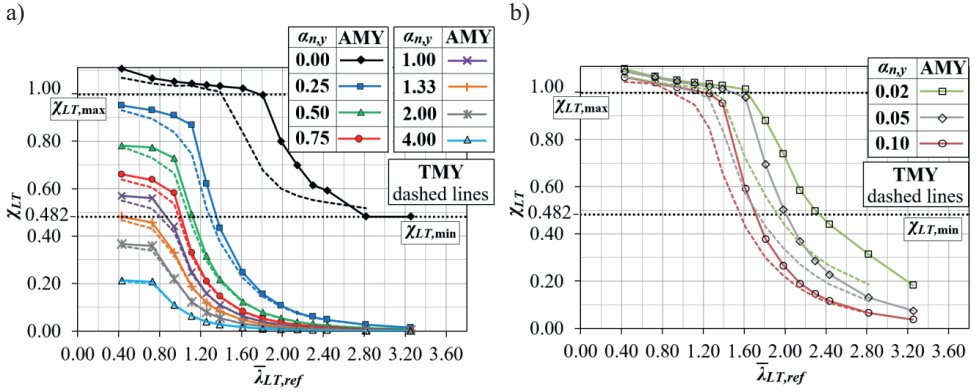 a)
α_n,y AMY α_n,y AMY
0.00 1.00
0.25 1.33
0.50 2.00
0.75 4.00
TMY
dashed lines
χ_LT,max
χ_LT,min
χ_LT
1.00
0.80
0.60
0.482
0.40
0.20
0.00
0.00 0.40 0.80 1.20 1.60 2.00 2.40 2.80 3.20 3.60
λ̅_LT,ref
b)
α_n,y AMY
0.02
0.05
0.10
TMY
dashed lines
χ_LT,max
χ_LT,min
χ_LT
1.00
0.80
0.60
0.482
0.40
0.20
0.00
0.00 0.40 0.80 1.20 1.60 2.00 2.40 2.80 3.20 3.60
λ̅_LT,ref